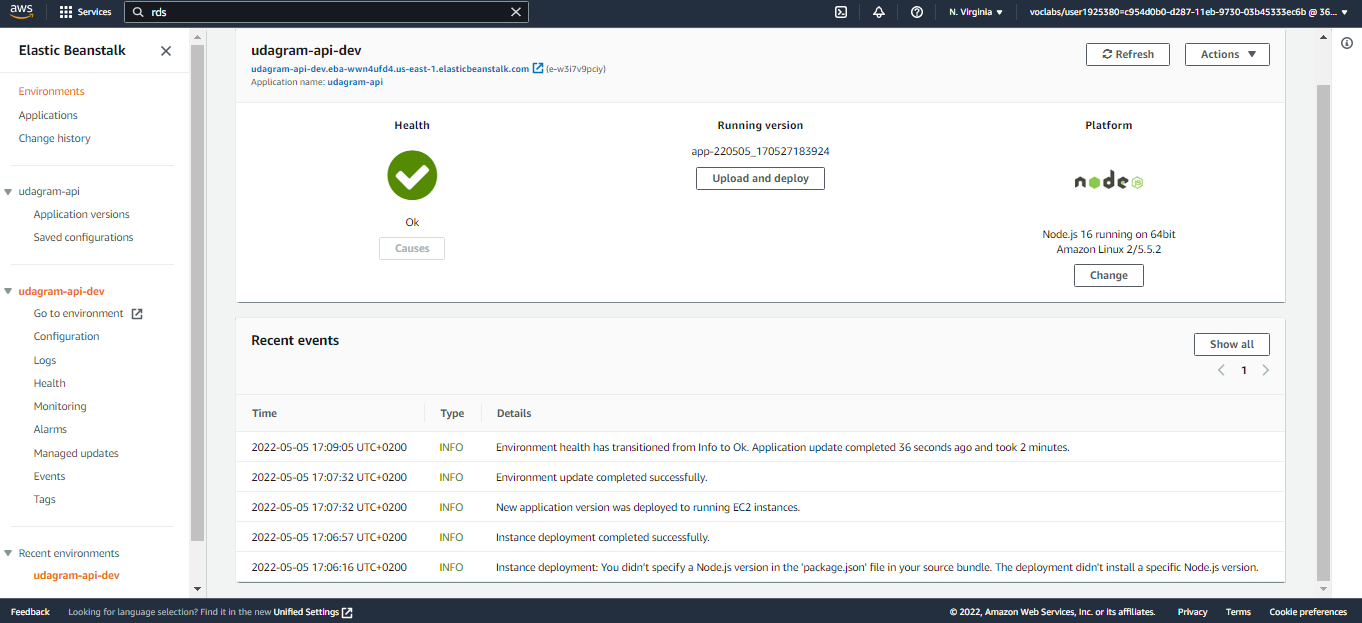 aws
Services
rds
N. Virginia
voclabs/user1925380=c954d0b0-d287-11eb-9730-03b45333ec6b @ 36...
Elastic Beanstalk
Environments
Applications
Change history
udagram-api
Application versions
Saved configurations
udagram-api-dev
Go to environment
Configuration
Logs
Health
Monitoring
Alarms
Managed updates
Events
Tags
Recent environments
udagram-api-dev
udagram-api-dev
udagram-api-dev.eba-wwn4ufd4.us-east-1.elasticbeanstalk.com (e-w3i7v9pciy)
Application name: udagram-api
Refresh
Actions
Health
Ok
Causes
Running version
app-220505_170527183924
Upload and deploy
Platform
node
JS
Node.js 16 running on 64bit
Amazon Linux 2/5.5.2
Change
Recent events
Show all
1
Time Type Details
2022-05-05 17:09:05 UTC+0200 INFO Environment health has transitioned from Info to Ok. Application update completed 36 seconds ago and took 2 minutes.
2022-05-05 17:07:32 UTC+0200 INFO Environment update completed successfully.
2022-05-05 17:07:32 UTC+0200 INFO New application version was deployed to running EC2 instances.
2022-05-05 17:06:57 UTC+0200 INFO Instance deployment completed successfully.
2022-05-05 17:06:16 UTC+0200 INFO Instance deployment: You didn't specify a Node.js version in the 'package.json' file in your source bundle. The deployment didn't install a specific Node.js version.
Feedback
Looking for language selection? Find it in the new Unified Settings
© 2022, Amazon Web Services, Inc. or its affiliates.
Privacy
Terms
Cookie preferences